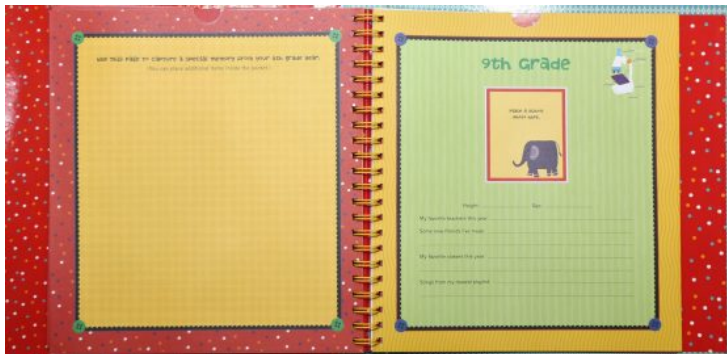 Use this page to capture a special memory from your 8th grade year.
(You can place additional items inside the pocket.)
9th Grade
Place a school
photo here.
Height Age
My favorite teachers this year
Some new friends I've made
My favorite classes this year
Songs from my newest playlist